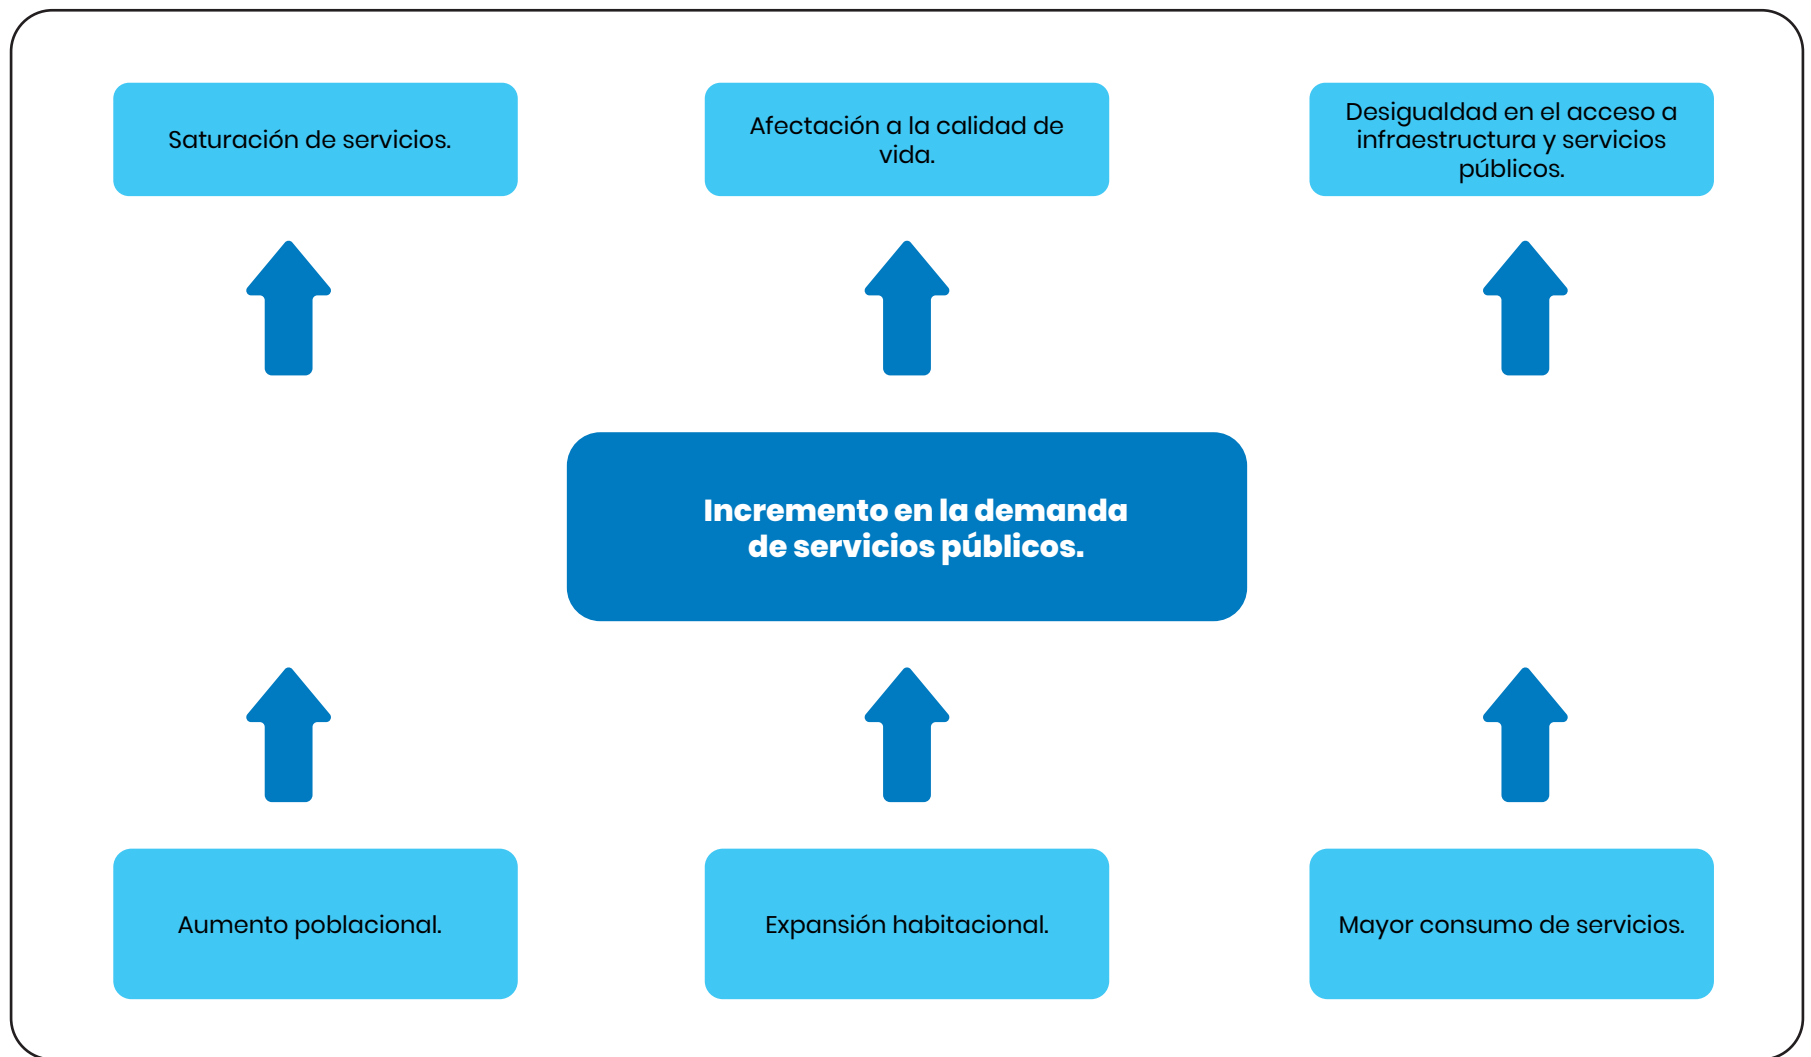 Saturación de servicios.
Afectación a la calidad de
vida.
Desigualdad en el acceso a
infraestructura y servicios
públicos.
Incremento en la demanda
de servicios públicos.
Aumento poblacional.
Expansión habitacional.
Mayor consumo de servicios.